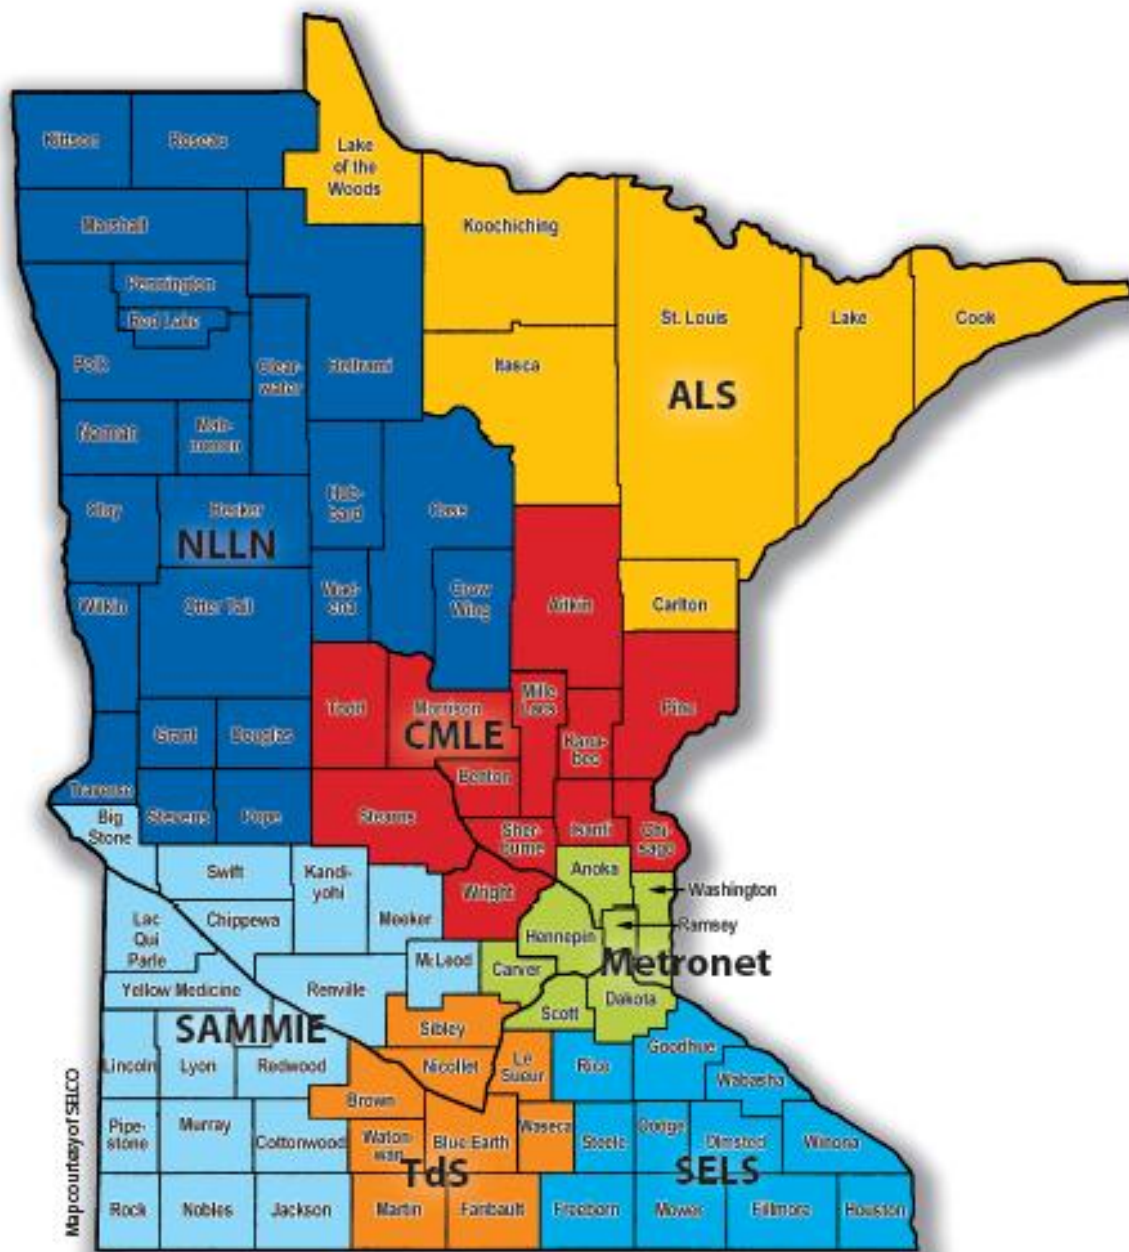 Kittson
Roseau
Lake
of the
Woods
Marshall
Koochiching
Pennington
Red Lake
St. Louis
Lake
Cook
Polk
Clear-
water
Beltrami
Itasca
ALS
Norman
Mah-
nomen
Clay
Becker
Hub-
bard
Cass
NLLN
Wilkin
Otter Tail
Wad-
ena
Crow
Wing
Aitkin
Carlton
Todd
Morrison
Mille
Lacs
Pine
Grant
Douglas
CMLE
Kana-
bec
Traverse
Benton
Big
Stone
Stevens
Pope
Stearns
Sher-
burne
Isanti
Chi-
sago
Swift
Kandi-
yohi
Anoka
Washington
Wright
Lac
Qui
Parle
Chippewa
Meeker
Ramsey
Hennepin
McLeod
Carver
Metronet
Yellow Medicine
Renville
Scott
Dakota
SAMMIE
Sibley
Lincoln
Lyon
Redwood
Nicollet
Le
Sueur
Rice
Goodhue
Wabasha
Brown
Pipe-
stone
Murray
Cottonwood
Waton-
wan
Blue Earth
Waseca
Steele
Dodge
Olmsted
Winona
TdS
SELS
Rock
Nobles
Jackson
Martin
Faribault
Freeborn
Mower
Fillmore
Houston
Map courtesy of SELCO